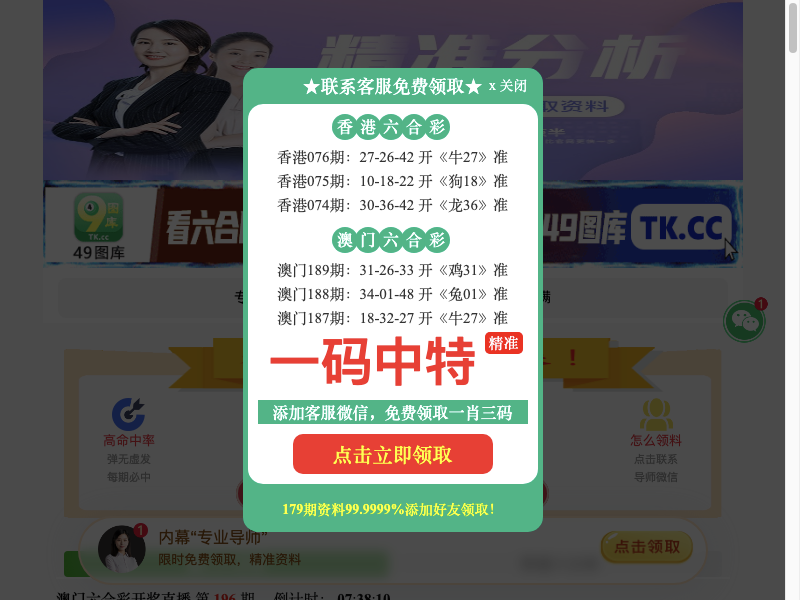 精准分析
★联系客服免费领取★ x 关闭
香港六合彩
香港076期：27-26-42 开《牛27》准
香港075期：10-18-22 开《狗18》准
香港074期：30-36-42 开《龙36》准
澳门六合彩
澳门189期：31-26-33 开《鸡31》准
澳门188期：34-01-48 开《兔01》准
澳门187期：18-32-27 开《牛27》准
一码中特 精准
添加客服微信，免费领取一肖三码
点击立即领取
179期资料99.9999%添加好友领取！
9图库
TK.CC
49图库
看六合
49图库
TK.CC
1
高命中率
弹无虚发
每期必中
怎么领料
点击联系
导师微信
1
内幕"专业导师"
限时免费领取，精准资料
点击领取
澳门六合彩开奖直播 第 196 期 倒计时： 07:38:10